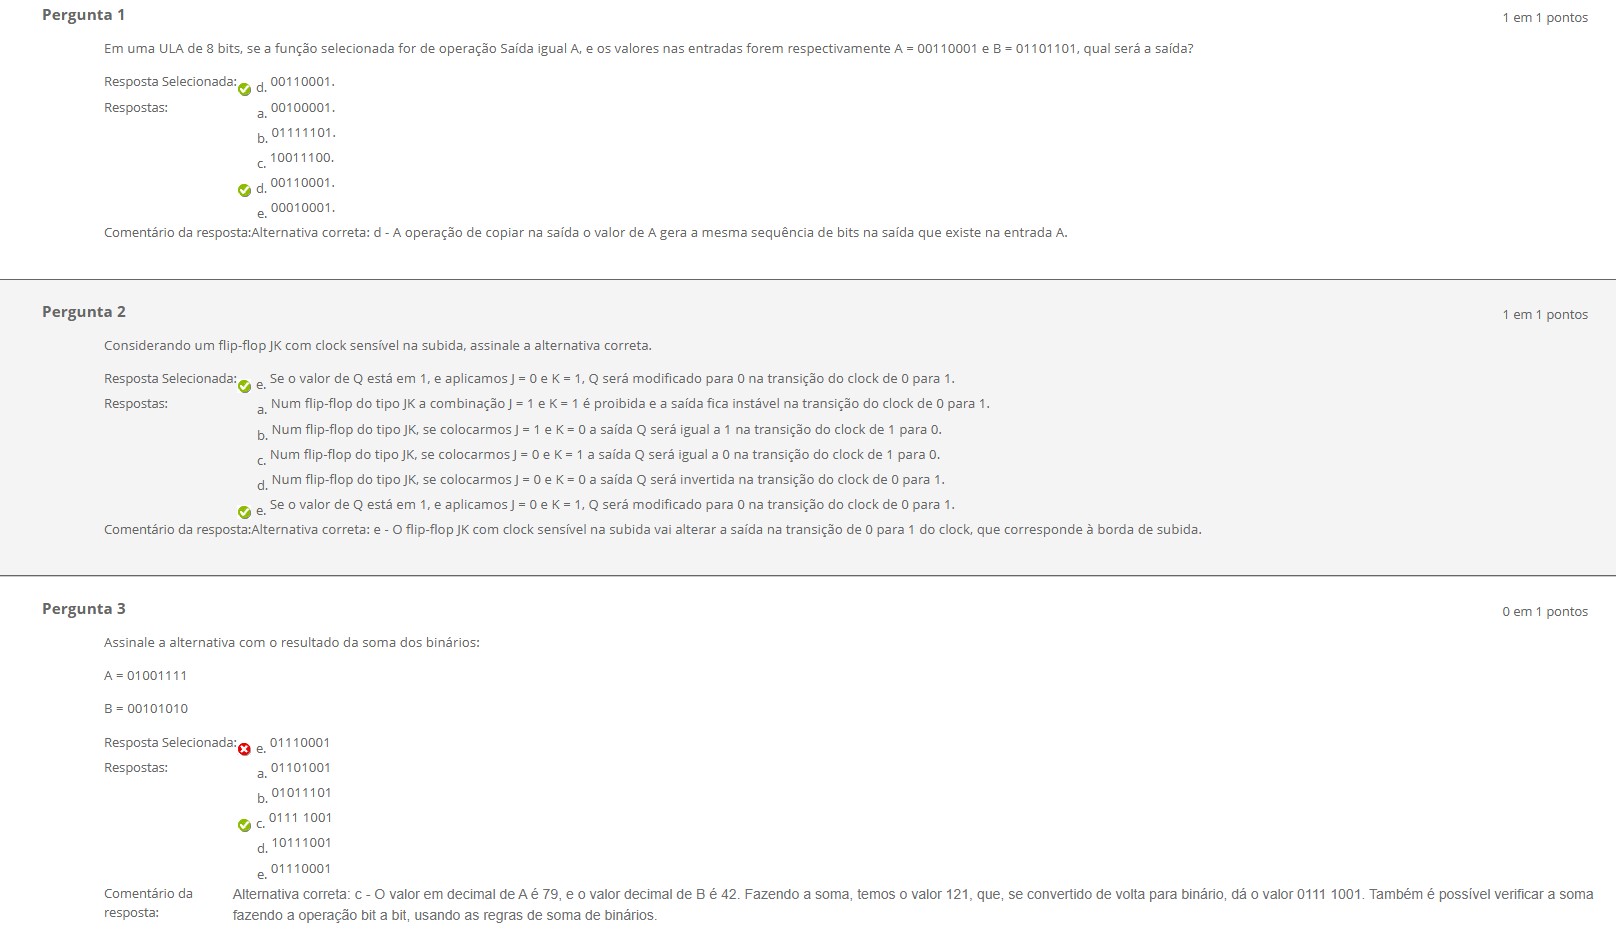 Pergunta 1
1 em 1 pontos
Em uma ULA de 8 bits, se a função selecionada for de operação Saída igual A, e os valores nas entradas forem respectivamente A = 00110001 e B = 01101101, qual será a saída?
Resposta Selecionada: d. 00110001.
Respostas: a. 00100001.
b. 01111101.
c. 10011100.
d. 00110001.
e. 00010001.
Comentário da resposta:Alternativa correta: d - A operação de copiar na saída o valor de A gera a mesma sequência de bits na saída que existe na entrada A.
Pergunta 2
1 em 1 pontos
Considerando um flip-flop JK com clock sensível na subida, assinale a alternativa correta.
Resposta Selecionada: e. Se o valor de Q está em 1, e aplicamos J = 0 e K = 1, Q será modificado para 0 na transição do clock de 0 para 1.
Respostas: a. Num flip-flop do tipo JK a combinação J = 1 e K = 1 é proibida e a saída fica instável na transição do clock de 0 para 1.
b. Num flip-flop do tipo JK, se colocarmos J = 1 e K = 0 a saída Q será igual a 1 na transição do clock de 1 para 0.
c. Num flip-flop do tipo JK, se colocarmos J = 0 e K = 1 a saída Q será igual a 0 na transição do clock de 1 para 0.
d. Num flip-flop do tipo JK, se colocarmos J = 0 e K = 0 a saída Q será invertida na transição do clock de 0 para 1.
e. Se o valor de Q está em 1, e aplicamos J = 0 e K = 1, Q será modificado para 0 na transição do clock de 0 para 1.
Comentário da resposta:Alternativa correta: e - O flip-flop JK com clock sensível na subida vai alterar a saída na transição de 0 para 1 do clock, que corresponde à borda de subida.
Pergunta 3
0 em 1 pontos
Assinale a alternativa com o resultado da soma dos binários:
A = 01001111
B = 00101010
Resposta Selecionada: e. 01110001
Respostas: a. 01101001
b. 01011101
c. 0111 1001
d. 10111001
e. 01110001
Comentário da resposta: Alternativa correta: c - O valor em decimal de A é 79, e o valor decimal de B é 42. Fazendo a soma, temos o valor 121, que, se convertido de volta para binário, dá o valor 0111 1001. Também é possível verificar a soma
fazendo a operação bit a bit, usando as regras de soma de binários.